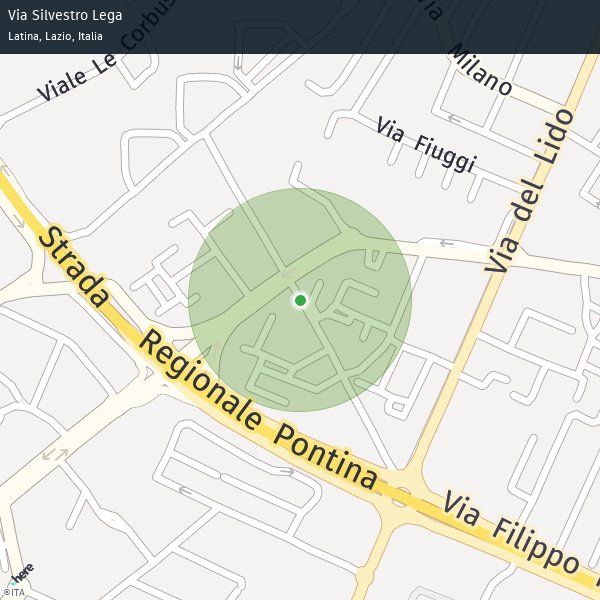 Via Silvestro Lega
Latina, Lazio, Italia
Viale Le Corbus
Via Milano
Via Fiuggi
Via del Lido
Strada Regionale Pontina
Via Filippo
here
©ITA